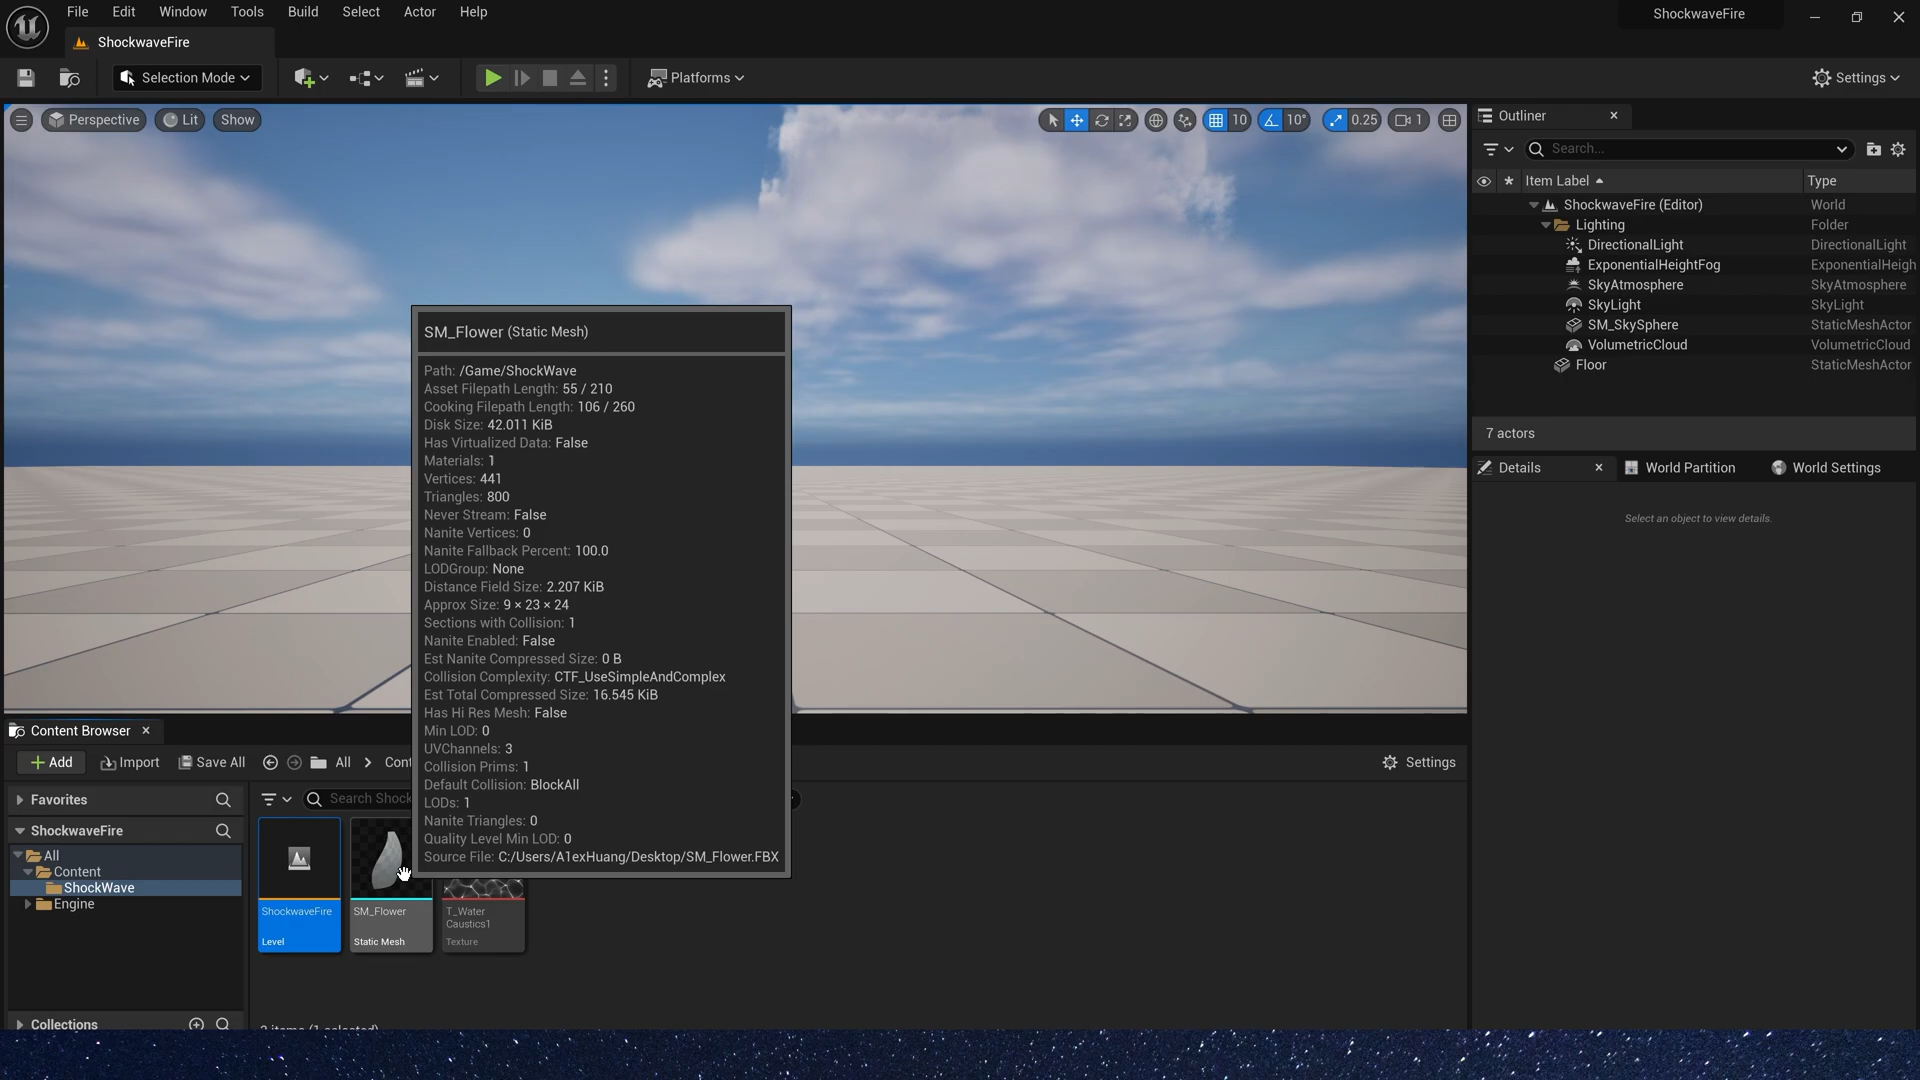 File Edit Window Tools Build Select Actor Help
ShockwaveFire
ShockwaveFire
Selection Mode
Platforms
Settings
Perspective Lit Show
10 10° 0.25 1
Outliner
Search...
Item Label Type
ShockwaveFire (Editor) World
Lighting Folder
DirectionalLight DirectionalLight
ExponentialHeightFog ExponentialHeigh
SkyAtmosphere SkyAtmosphere
SkyLight SkyLight
SM_SkySphere StaticMeshActor
VolumetricCloud VolumetricCloud
Floor StaticMeshActor
7 actors
Details World Partition World Settings
Select an object to view details.
SM_Flower (Static Mesh)
Path: /Game/ShockWave
Asset Filepath Length: 55 / 210
Cooking Filepath Length: 106 / 260
Disk Size: 42.011 KiB
Has Virtualized Data: False
Materials: 1
Vertices: 441
Triangles: 800
Never Stream: False
Nanite Vertices: 0
Nanite Fallback Percent: 100.0
LODGroup: None
Distance Field Size: 2.207 KiB
Approx Size: 9 × 23 × 24
Sections with Collision: 1
Nanite Enabled: False
Est Nanite Compressed Size: 0 B
Collision Complexity: CTF_UseSimpleAndComplex
Est Total Compressed Size: 16.545 KiB
Has Hi Res Mesh: False
Min LOD: 0
UVChannels: 3
Collision Prims: 1
Default Collision: BlockAll
LODs: 1
Nanite Triangles: 0
Quality Level Min LOD: 0
Source File: C:/Users/A1exHuang/Desktop/SM_Flower.FBX
Content Browser
Add Import Save All All Cont
Settings
Favorites
Search Shock
ShockwaveFire
All
Content
ShockWave
Engine
Collections
ShockwaveFire
Level
SM_Flower
Static Mesh
T_Water
Caustics1
Texture
3 items (1 selected)